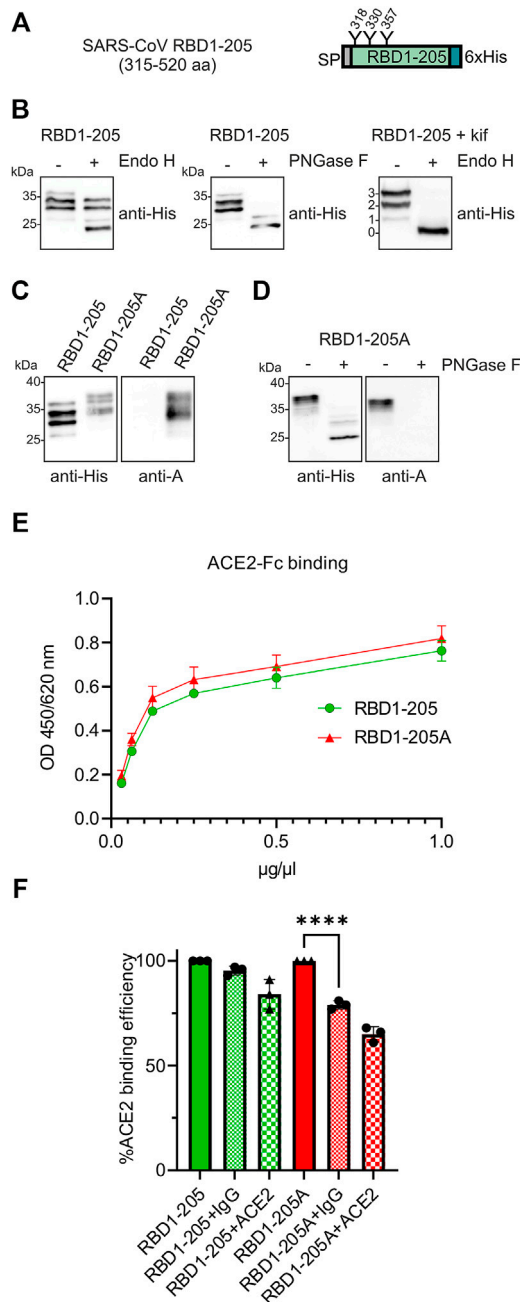 A
SARS-CoV RBD1-205
(315-520 aa)
318
330
357
SP
RBD1-205
6xHis
B
RBD1-205
kDa
-
+
Endo H
35
25
anti-His
RBD1-205
kDa
-
+
PNGase F
35
25
anti-His
RBD1-205 + kif
-
+
Endo H
3
2
1
0
anti-His
C
RBD1-205
RBD1-205A
RBD1-205
RBD1-205A
kDa
40
35
25
anti-His
anti-A
D
RBD1-205A
kDa
-
+
-
+
PNGase F
40
35
25
anti-His
anti-A
E
ACE2-Fc binding
OD 450/620 nm
1.0
0.8
0.6
0.4
0.2
0.0
RBD1-205
RBD1-205A
0.0
0.5
1.0
µg/µl
F
%ACE2 binding efficiency
100
50
0
****
RBD1-205
RBD1-205+IgG
RBD1-205+ACE2
RBD1-205A
RBD1-205A+IgG
RBD1-205A+ACE2